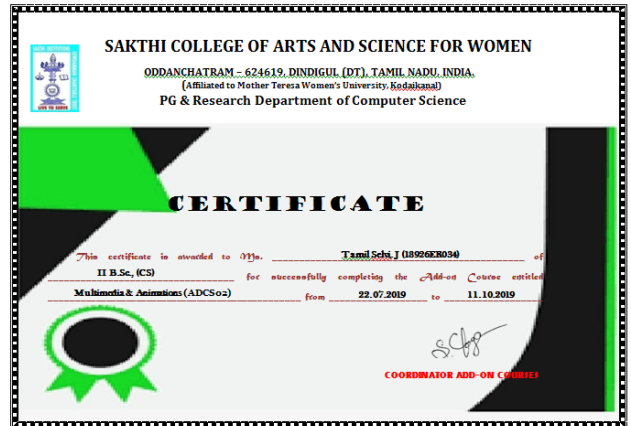 SAKTHI COLLEGE OF ARTS AND SCIENCE FOR WOMEN
ODDANCHATRAM – 624619, DINDIGUL (DT), TAMIL NADU, INDIA.
(Affiliated to Mother Teresa Women's University, Kodaikanal)
PG & Research Department of Computer Science
CERTIFICATE
This certificate is awarded to Ms. Tamil Selvi, J (18926ER034) of
II B.Sc., (CS) for successfully completing the Add-on Course entitled
Multimedia & Animations (ADCS02) from 22.07.2019 to 11.10.2019
COORDINATOR ADD-ON COURSES